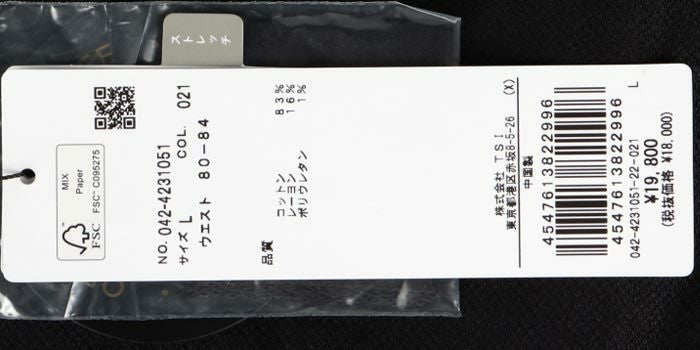 ストレッチ
MIX
Paper
FSC™ C095275
FSC
NO. 042-4231051
サイズ L COL. 021
ウエスト 80-84
品質
コットン 83%
レーヨン 16%
ポリウレタン 1%
株式会社 TSI
東京都港区赤坂8-5-26 (X)
中国製
4547613822996
4547613822996
042-4231051-22-021 L
¥19,800
(税抜価格 ¥18,000)